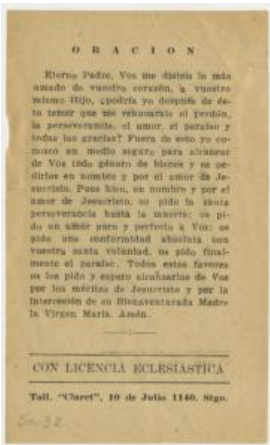 ORACION
Eterno Padre, Vos me disteis lo más
amado de vuestro corazón, a vuestro
mismo Hijo, ¿podría yo después de és-
to temer que me rehusarais el perdón,
la perseverancia, el amor, el paraíso y
todas las gracias? Fuera de esto yo co-
nozco un medio seguro para alcanzar
de Vos todo género de bienes y es pe-
dirlos en nombre y por el amor de Je-
sucristo. Pues bien, en nombre y por el
amor de Jesucristo, os pido la santa
perseverancia hasta la muerte; os pi-
do un amor puro y perfecto a Vos; os
pido una conformidad absoluta con
vuestra santa voluntad, os pido final-
mente el paraíso. Todos estos favores
os los pido y espero alcanzarlos de Vos
por los méritos de Jesucristo y por la
intercesión de su Bienaventurada Madre
la Virgen María. Amén.
CON LICENCIA ECLESIASTICA
Tall. "Claret", 10 de Julio 1140. Stgo.